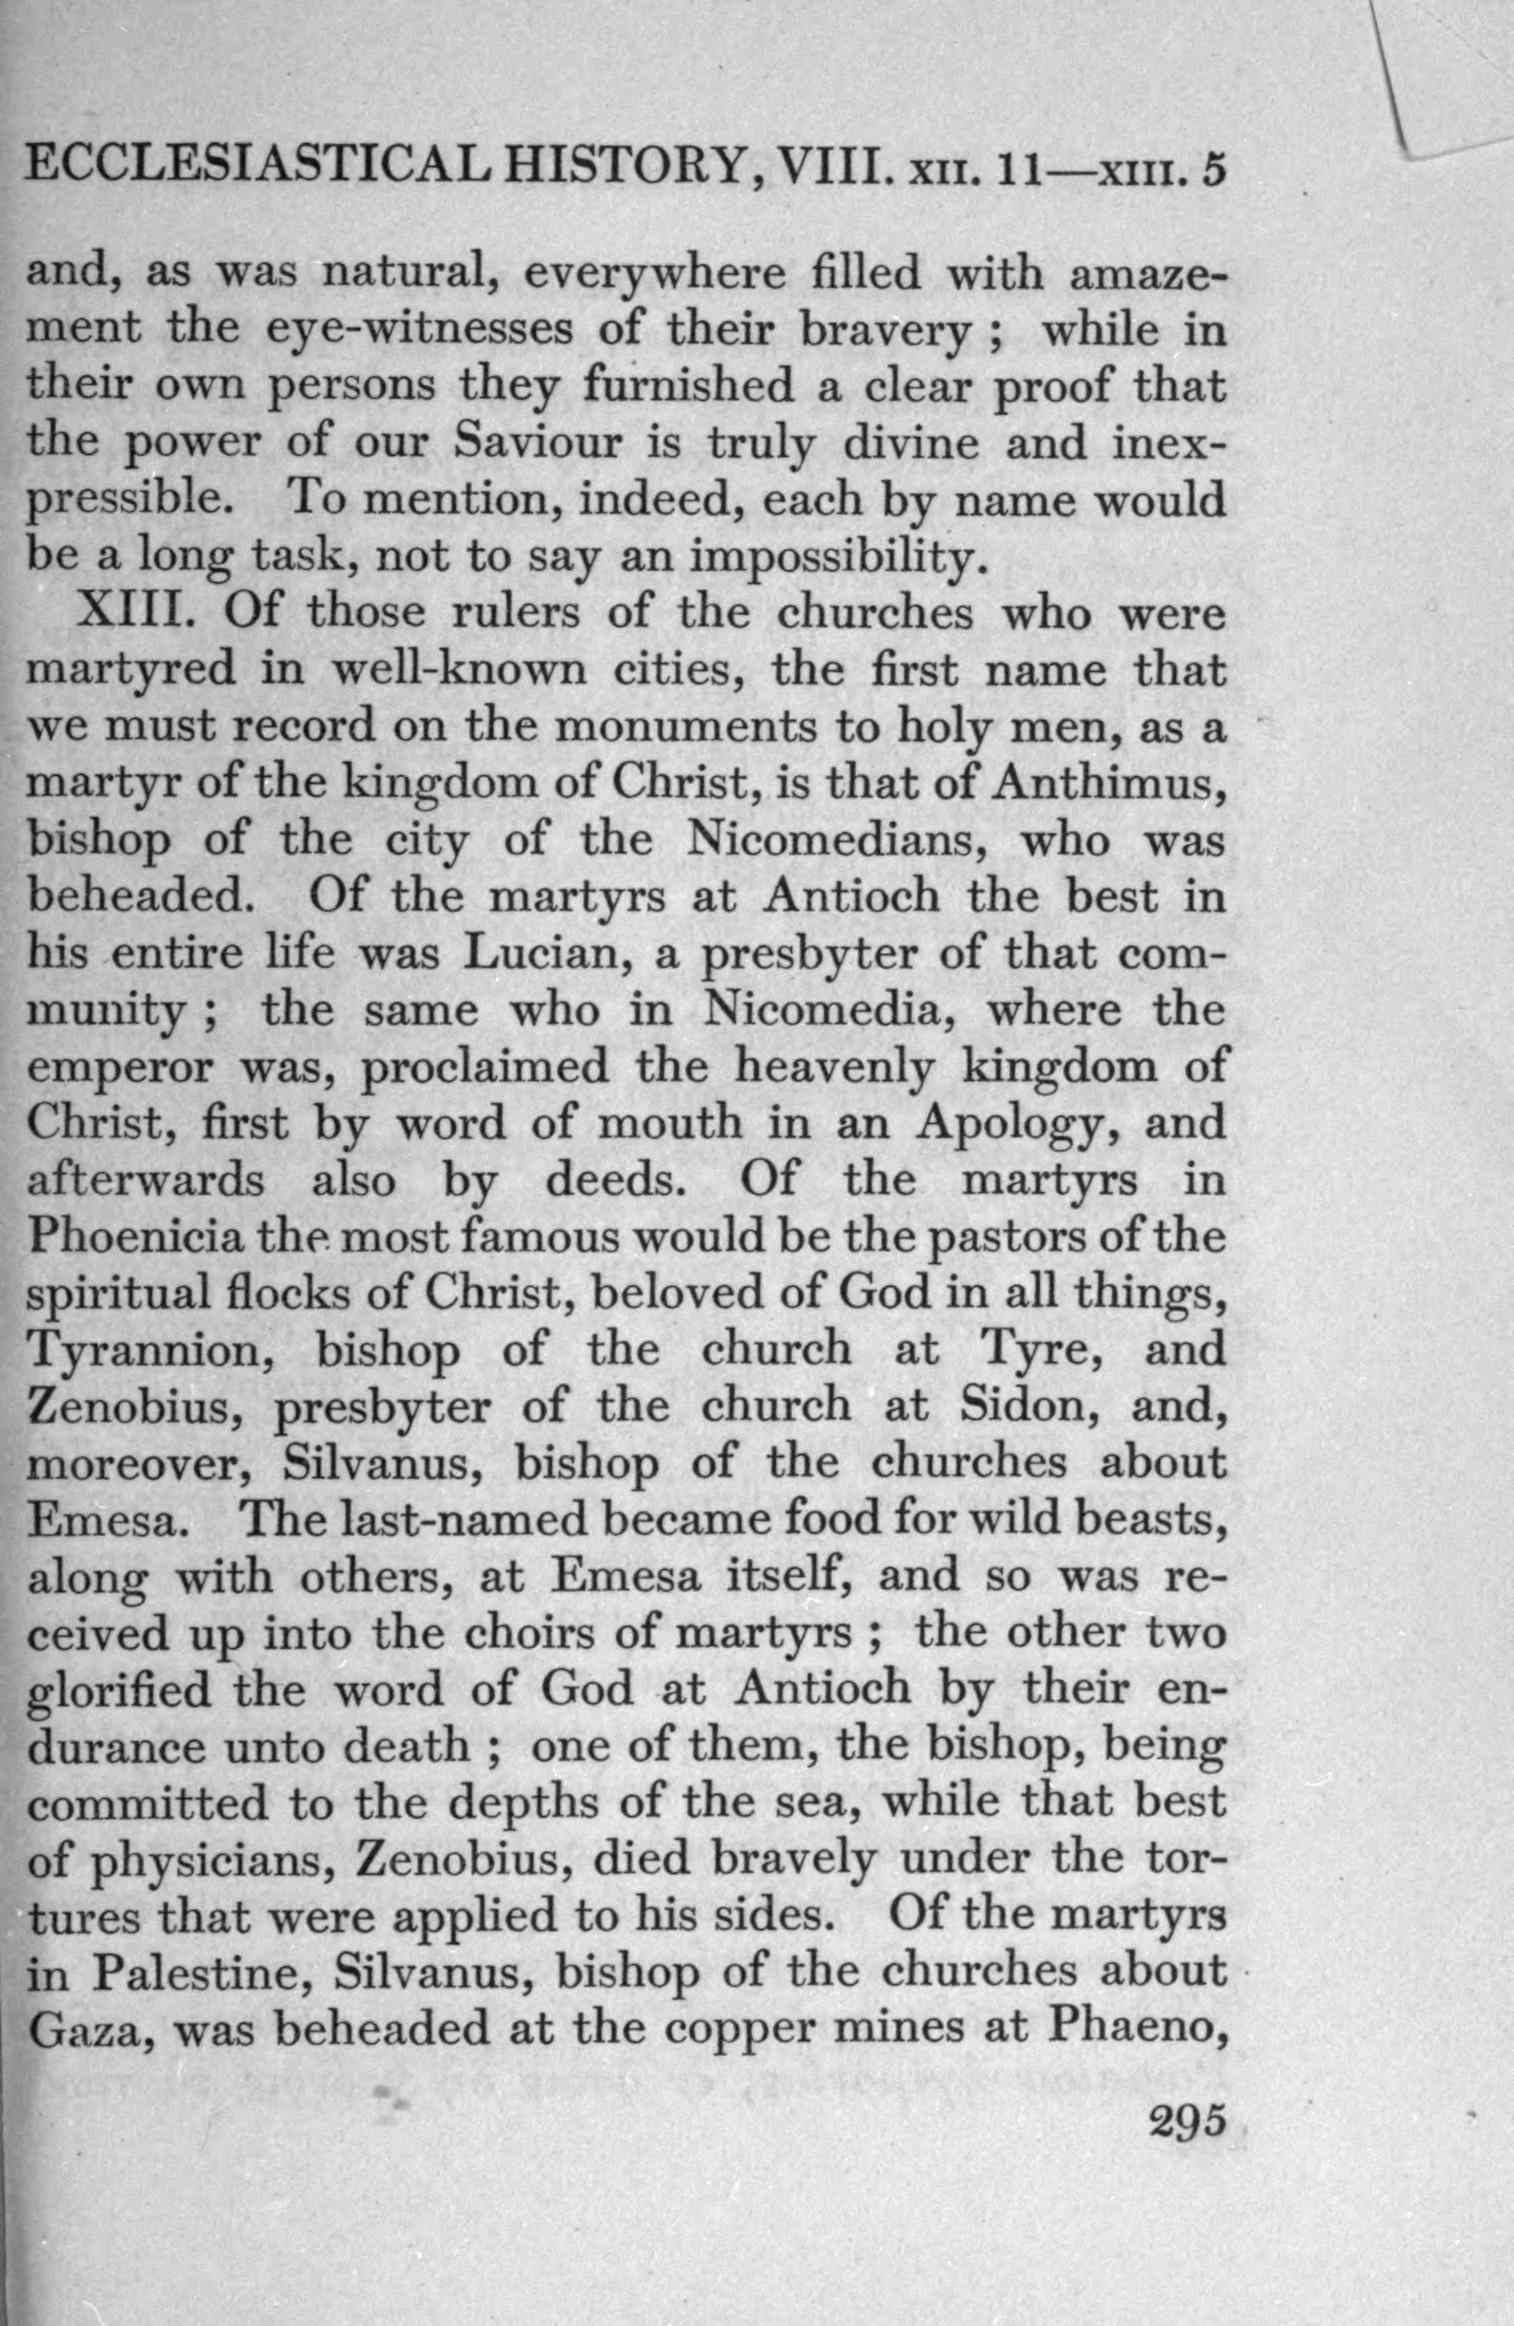 ECCLESIASTICAL HISTORY, VIII. XII. 11—XIII. 5
and, as was natural, everywhere filled with amaze-
ment the eye-witnesses of their bravery ; while in
their own persons they furnished a clear proof that
the power of our Saviour is truly divine and inex-
pressible. To mention, indeed, each by name would
be a long task, not to say an impossibility.
XIII. Of those rulers of the churches who were
martyred in well-known cities, the first name that
we must record on the monuments to holy men, as a
martyr of the kingdom of Christ, is that of Anthimus,
bishop of the city of the Nicomedians, who was
beheaded. Of the martyrs at Antioch the best in
his entire life was Lucian, a presbyter of that com-
munity ; the same who in Nicomedia, where the
emperor was, proclaimed the heavenly kingdom of
Christ, first by word of mouth in an Apology, and
afterwards also by deeds. Of the martyrs in
Phoenicia the most famous would be the pastors of the
spiritual flocks of Christ, beloved of God in all things,
Tyrannion, bishop of the church at Tyre, and
Zenobius, presbyter of the church at Sidon, and,
moreover, Silvanus, bishop of the churches about
Emesa. The last-named became food for wild beasts,
along with others, at Emesa itself, and so was re-
ceived up into the choirs of martyrs ; the other two
glorified the word of God at Antioch by their en-
durance unto death ; one of them, the bishop, being
committed to the depths of the sea, while that best
of physicians, Zenobius, died bravely under the tor-
tures that were applied to his sides. Of the martyrs
in Palestine, Silvanus, bishop of the churches about
Gaza, was beheaded at the copper mines at Phaeno,
295